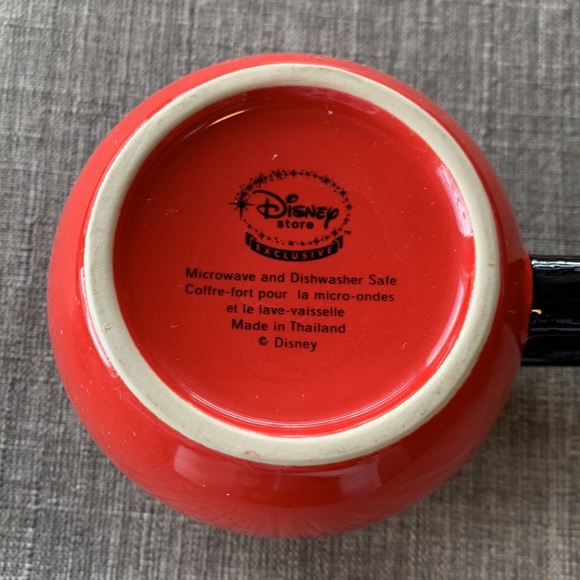 Disney
store
EXCLUSIVE
TM
Microwave and Dishwasher Safe
Coffre-fort pour la micro-ondes
et le lave-vaisselle
Made in Thailand
© Disney